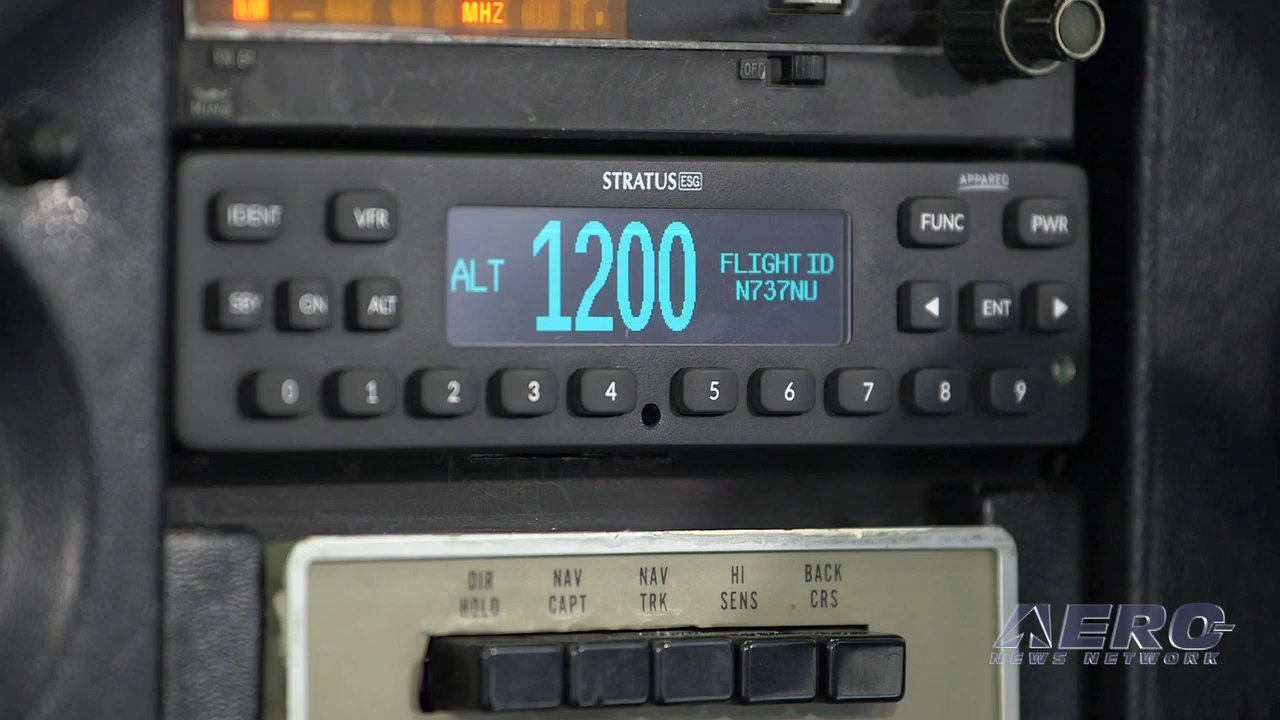 MHZ
OFF
STRATUS ESG
APPAREO
IDENT VFR
FUNC PWR
ALT 1200 FLIGHT ID
N737NU
SBY ON ALT
ENT
0 1 2 3 4 5 6 7 8 9
DIR HOLD
NAV CAPT
NAV TRK
HI SENS
BACK CRS
AERO
NEWS NETWORK